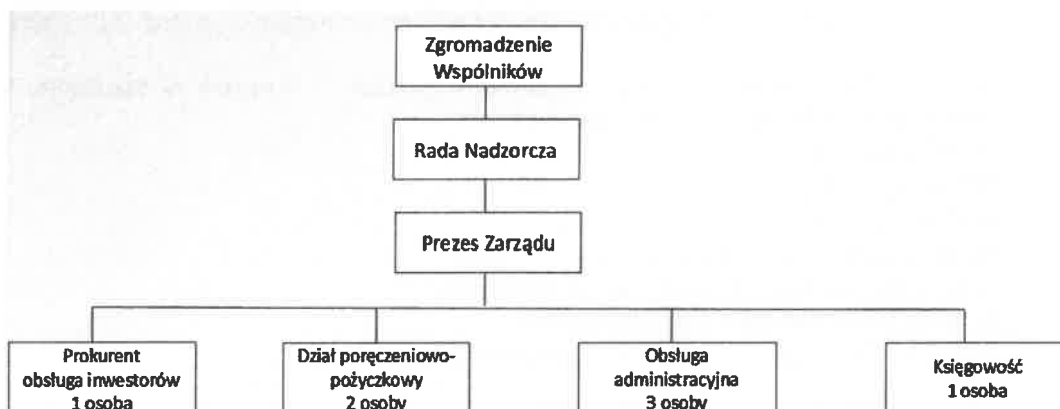 Zgromadzenie
Wspólników
Rada Nadzorcza
Prezes Zarządu
Prokurent
obsługa inwestorów
1 osoba
Dział poręczeniowo-
pożyczkowy
2 osoby
Obsługa
administracyjna
3 osoby
Księgowość
1 osoba